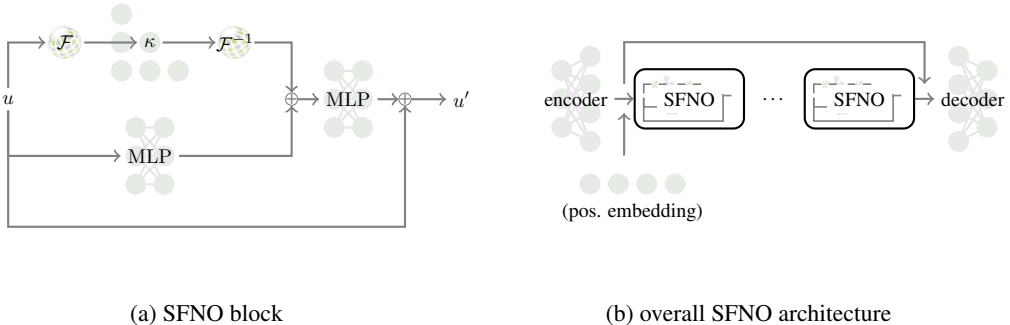 𝓕 κ 𝓕⁻¹
u
⊕ MLP ⊕ u′
MLP
(a) SFNO block
encoder SFNO ⋯ SFNO decoder
(pos. embedding)
(b) overall SFNO architecture